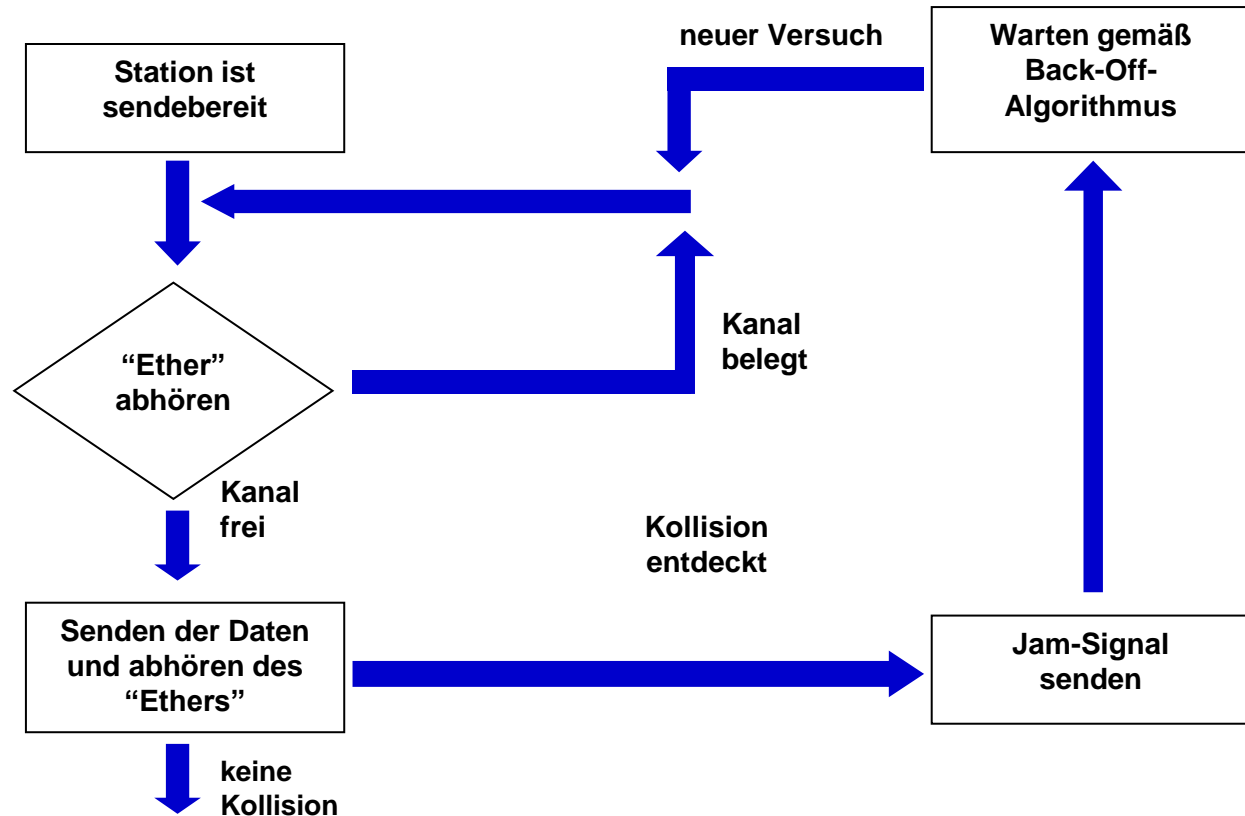 Station ist
sendebereit
neuer Versuch
Warten gemäß
Back-Off-
Algorithmus
“Ether”
abhören
Kanal
belegt
Kanal
frei
Kollision
entdeckt
Senden der Daten
und abhören des
“Ethers”
Jam-Signal
senden
keine
Kollision